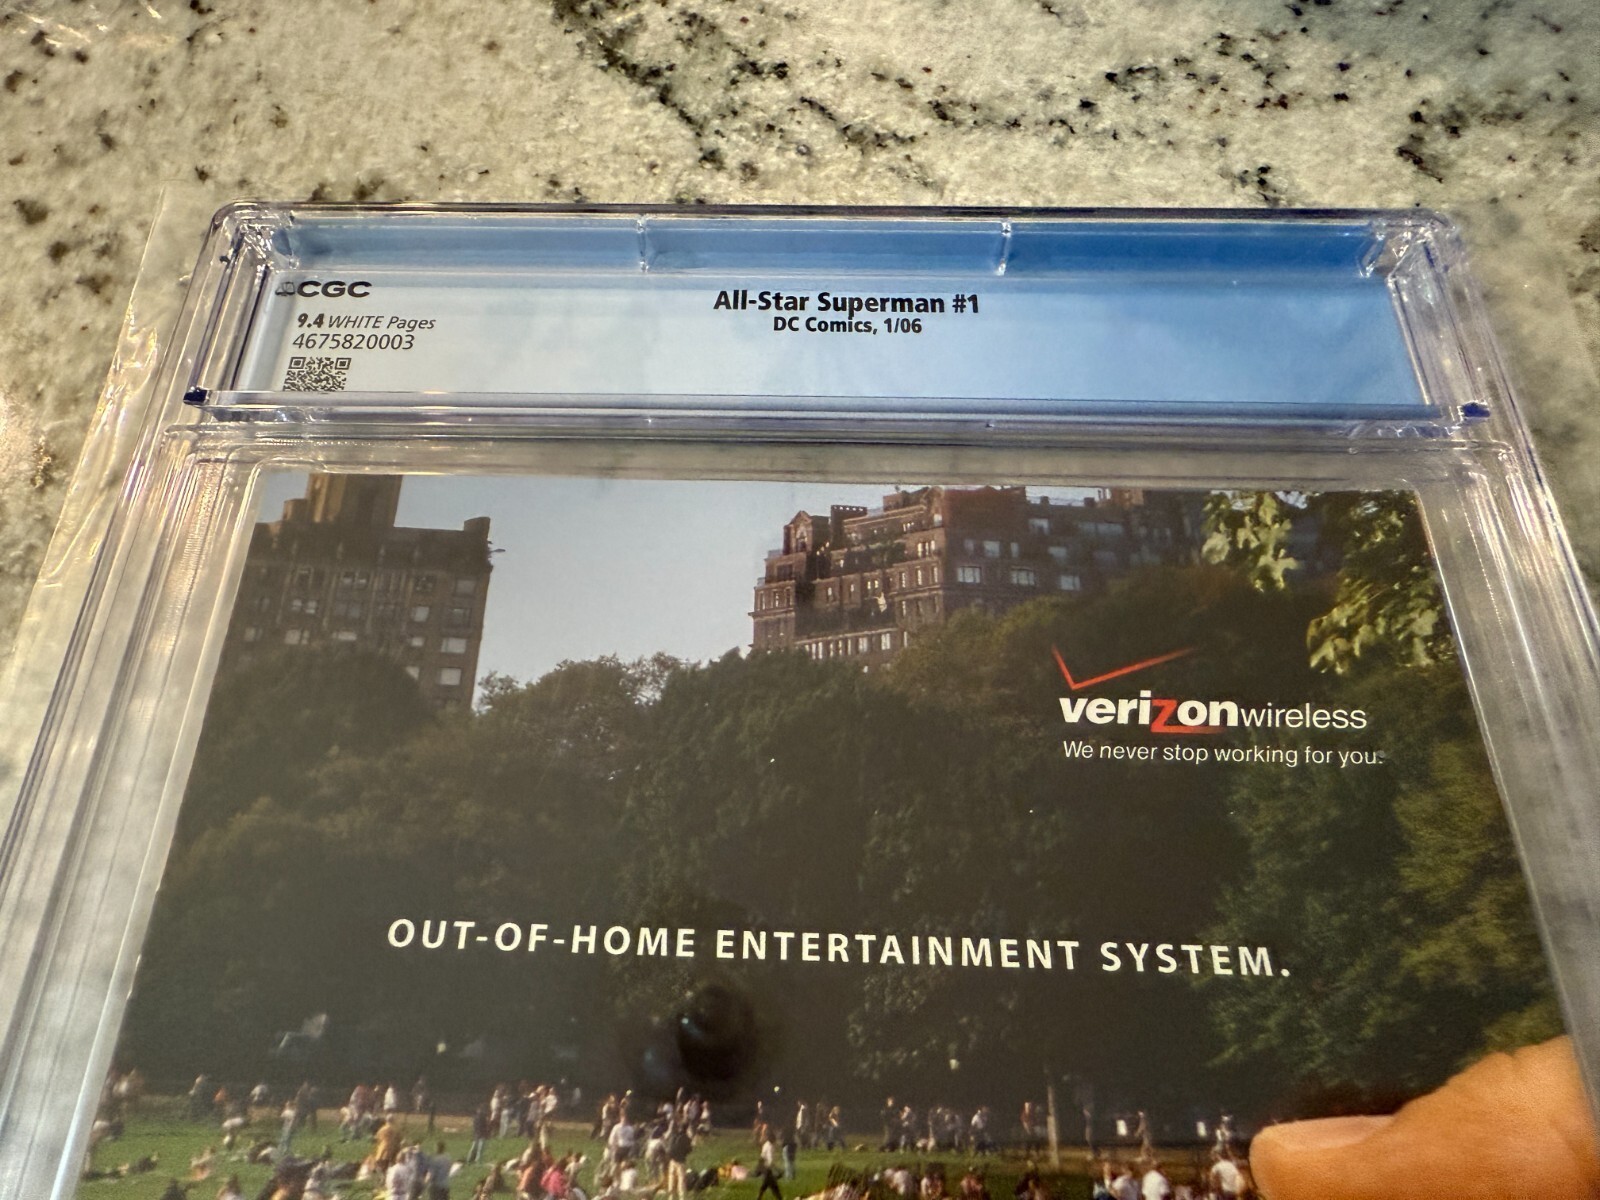 CGC
9.4 WHITE Pages
4675820003
All-Star Superman #1
DC Comics, 1/06
verizonwireless
We never stop working for you.
OUT-OF-HOME ENTERTAINMENT SYSTEM.